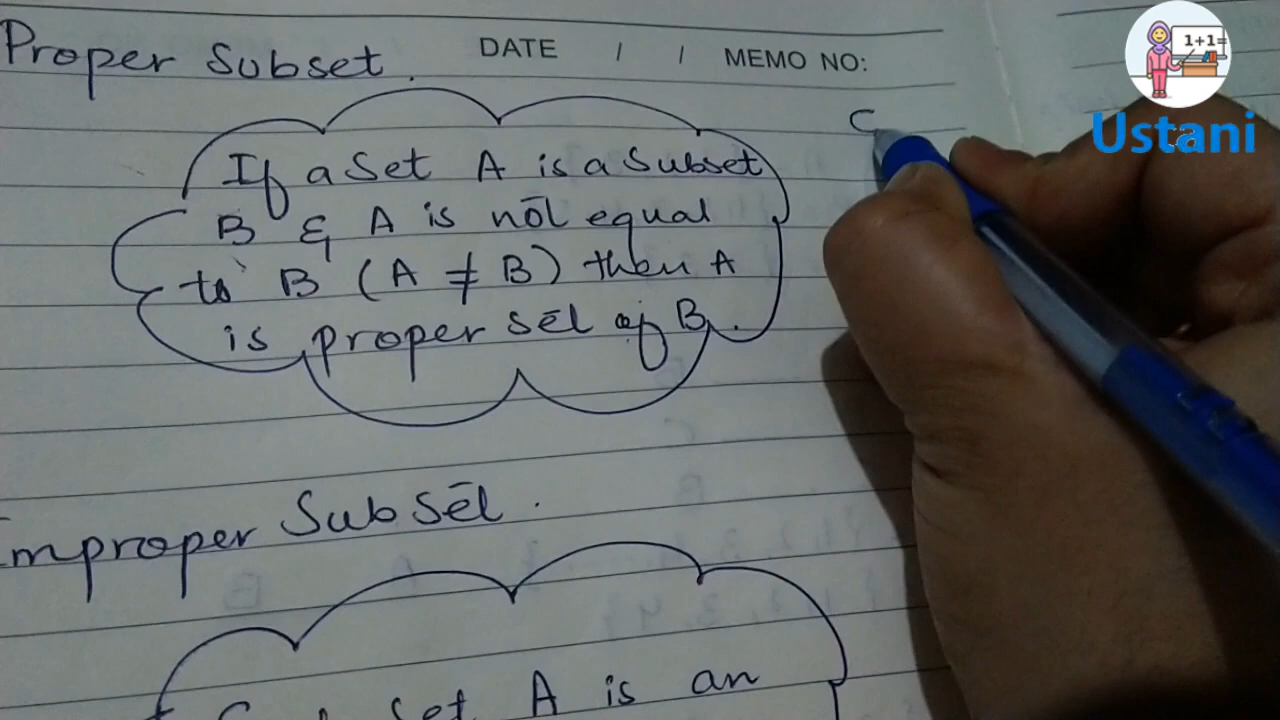 Proper Subset.
DATE / / MEMO NO:
1+1=
Ustani
C
If a Set A is a Subset
B & A is not equal
to B (A ≠ B) then A
is proper set of B.
Improper Subset.
set A is an